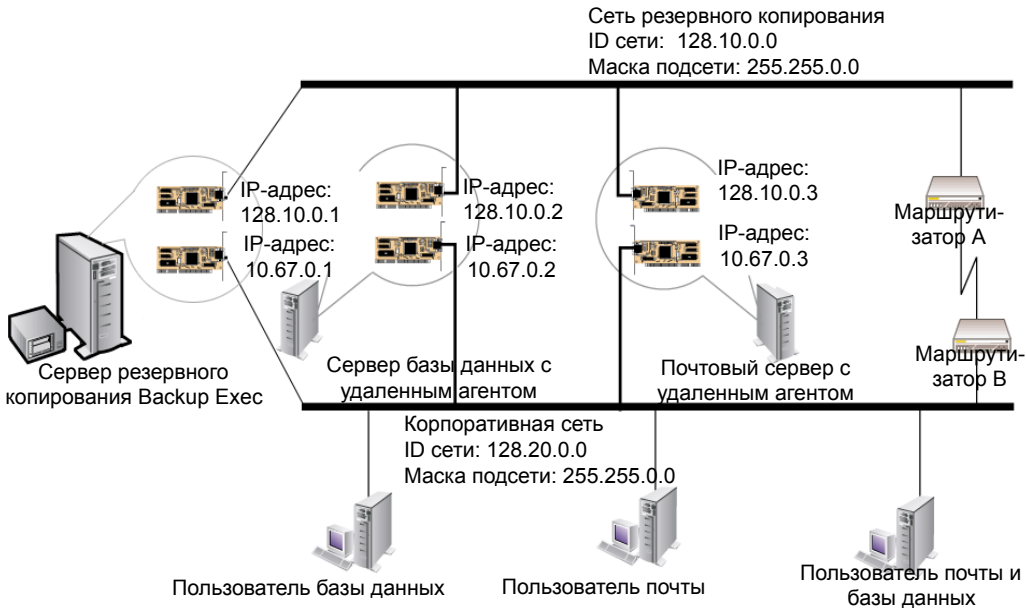 Сеть резервного копирования
ID сети: 128.10.0.0
Маска подсети: 255.255.0.0
IP-адрес:
128.10.0.1
IP-адрес:
10.67.0.1
IP-адрес:
128.10.0.2
IP-адрес:
10.67.0.2
IP-адрес:
128.10.0.3
IP-адрес:
10.67.0.3
Маршрути-
затор A
Маршрути-
затор B
Сервер резервного
копирования Backup Exec
Сервер базы данных с
удаленным агентом
Почтовый сервер с
удаленным агентом
Корпоративная сеть
ID сети: 128.20.0.0
Маска подсети: 255.255.0.0
Пользователь базы данных
Пользователь почты
Пользователь почты и
базы данных